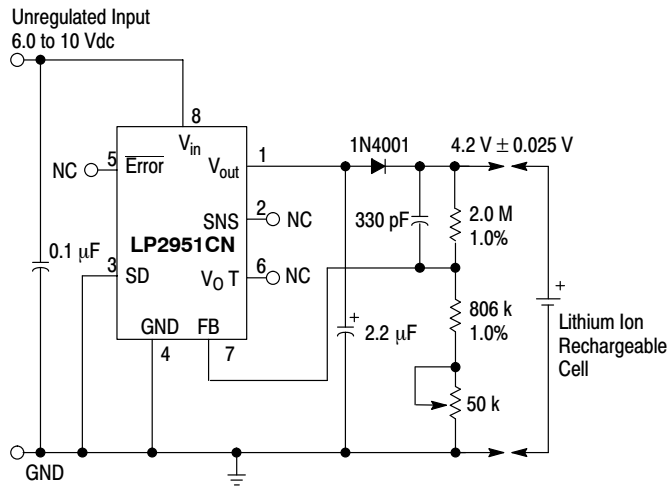 Unregulated Input
6.0 to 10 Vdc
8
Vin
1N4001
4.2 V ± 0.025 V
5
Error
NC
Vout
1
SNS
2
NC
330 pF
2.0 M
1.0%
LP2951CN
0.1 µF
3
SD
VO T
6
NC
806 k
1.0%
+
GND
FB
4
7
+
2.2 µF
Lithium Ion
Rechargeable
Cell
50 k
GND